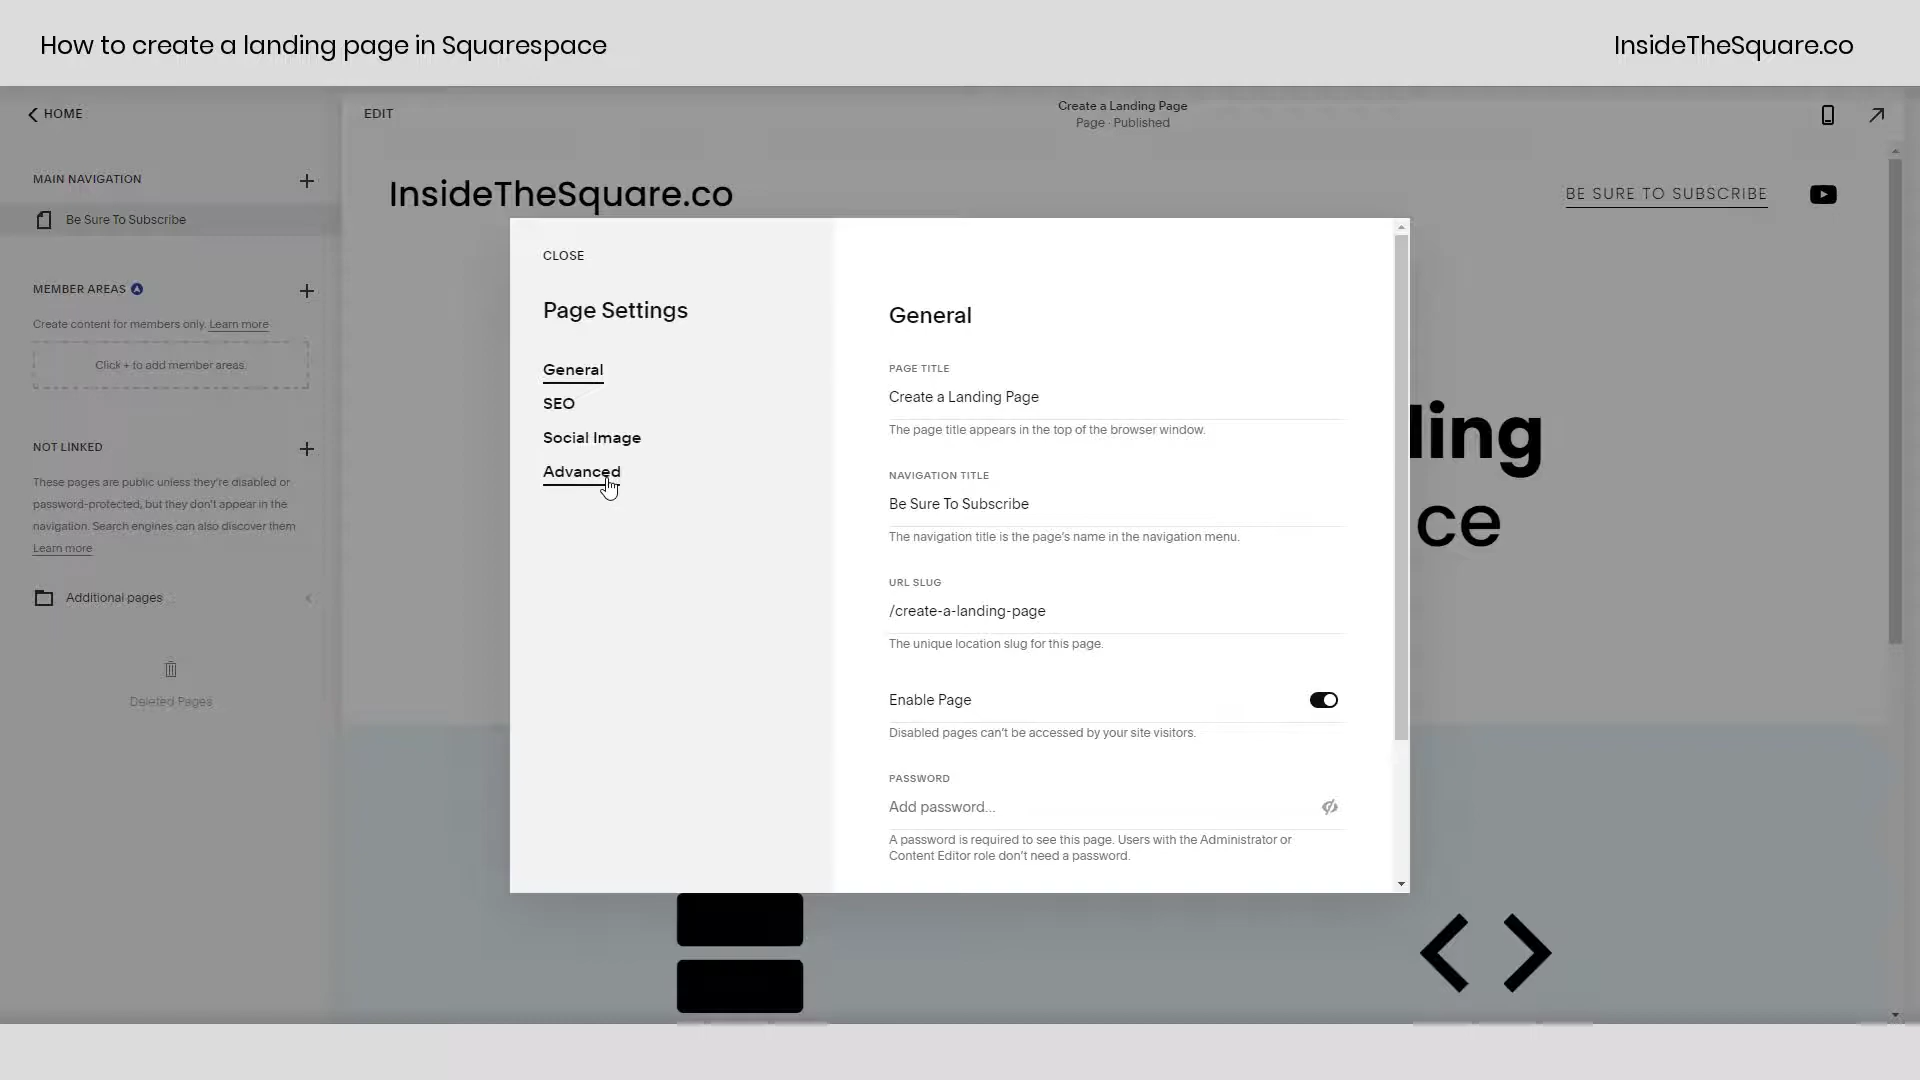 How to create a landing page in Squarespace
InsideTheSquare.co
HOME
EDIT
Create a Landing Page
Page · Published
MAIN NAVIGATION
Be Sure To Subscribe
MEMBER AREAS
Create content for members only. Learn more
Click + to add member areas.
NOT LINKED
These pages are public unless they're disabled or
password-protected, but they don't appear in the
navigation. Search engines can also discover them
Learn more
Additional pages
Deleted Pages
InsideTheSquare.co
BE SURE TO SUBSCRIBE
ling
ce
CLOSE
Page Settings
General
SEO
Social Image
Advanced
General
PAGE TITLE
Create a Landing Page
The page title appears in the top of the browser window.
NAVIGATION TITLE
Be Sure To Subscribe
The navigation title is the page's name in the navigation menu.
URL SLUG
/create-a-landing-page
The unique location slug for this page.
Enable Page
Disabled pages can't be accessed by your site visitors.
PASSWORD
Add password...
A password is required to see this page. Users with the Administrator or
Content Editor role don't need a password.